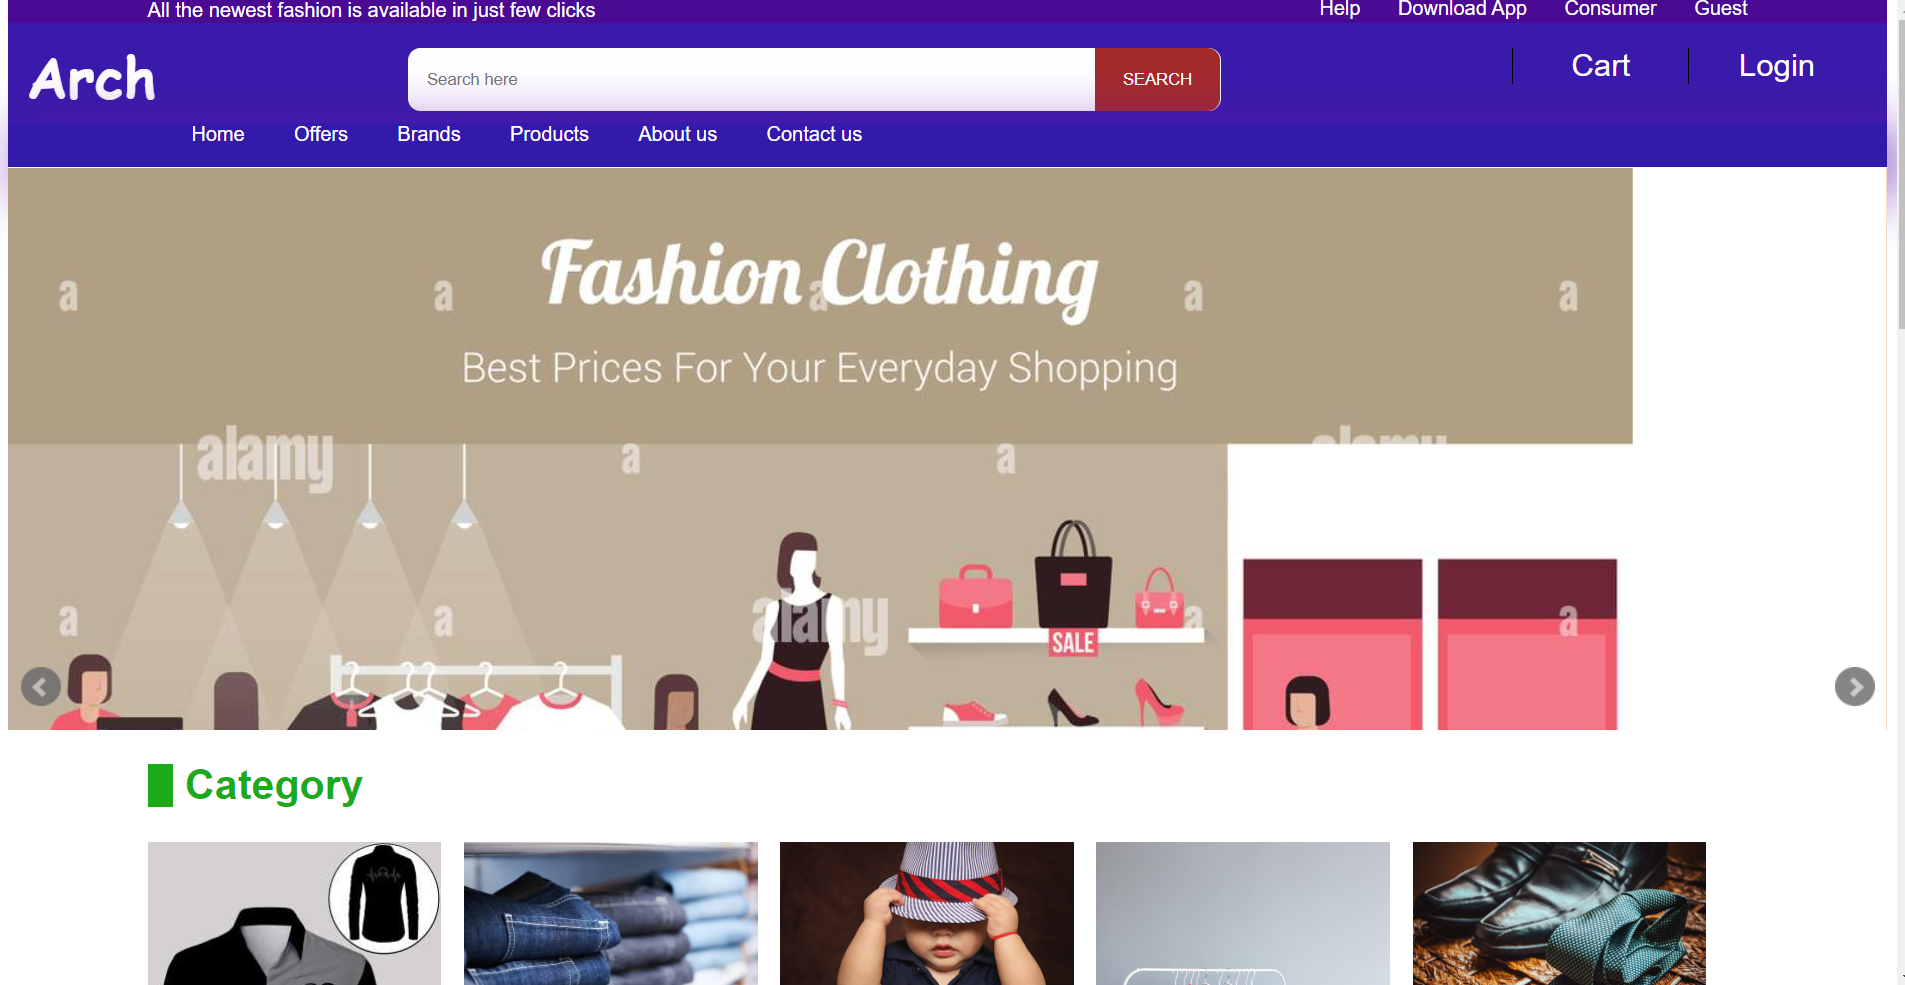 All the newest fashion is available in just few clicks
Help Download App Consumer Guest
Arch
Search here
SEARCH
Cart
Login
Home Offers Brands Products About us Contact us
Fashion Clothing
a a a a a
Best Prices For Your Everyday Shopping
alamy a a alamy
a a alamy a a
SALE
Category